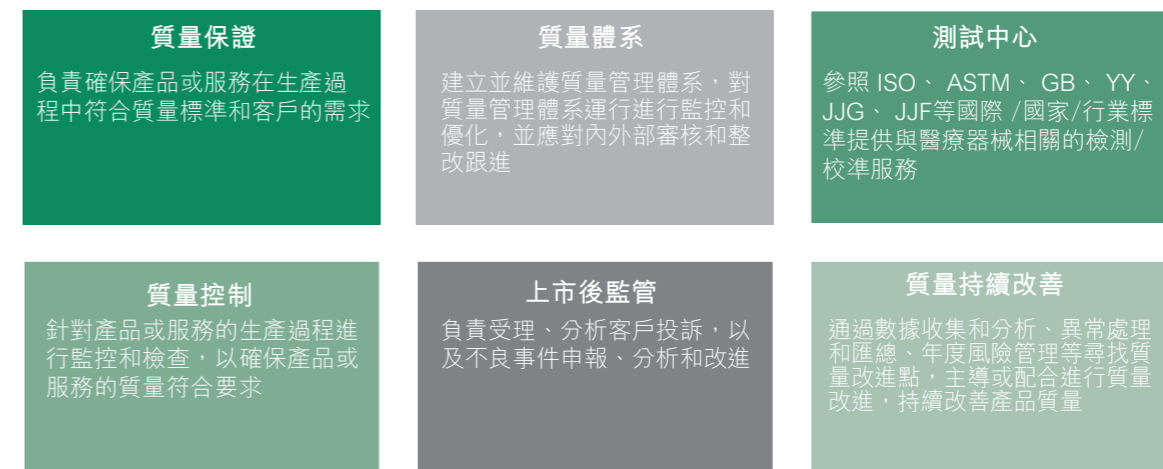 質量保證
負責確保產品或服務在生產過
程中符合質量標準和客戶的需求
質量體系
建立並維護質量管理體系，對
質量管理體系運行進行監控和
優化，並應對內外部審核和整
改跟進
測試中心
參照 ISO、 ASTM、 GB、 YY、
JJG、 JJF等國際 /國家/行業標
準提供與醫療器械相關的檢測/
校準服務
質量控制
針對產品或服務的生產過程進
行監控和檢查，以確保產品或
服務的質量符合要求
上市後監管
負責受理、分析客戶投訴，以
及不良事件申報、分析和改進
質量持續改善
通過數據收集和分析、異常處理
和匯總、年度風險管理等尋找質
量改進點，主導或配合進行質量
改進，持續改善產品質量